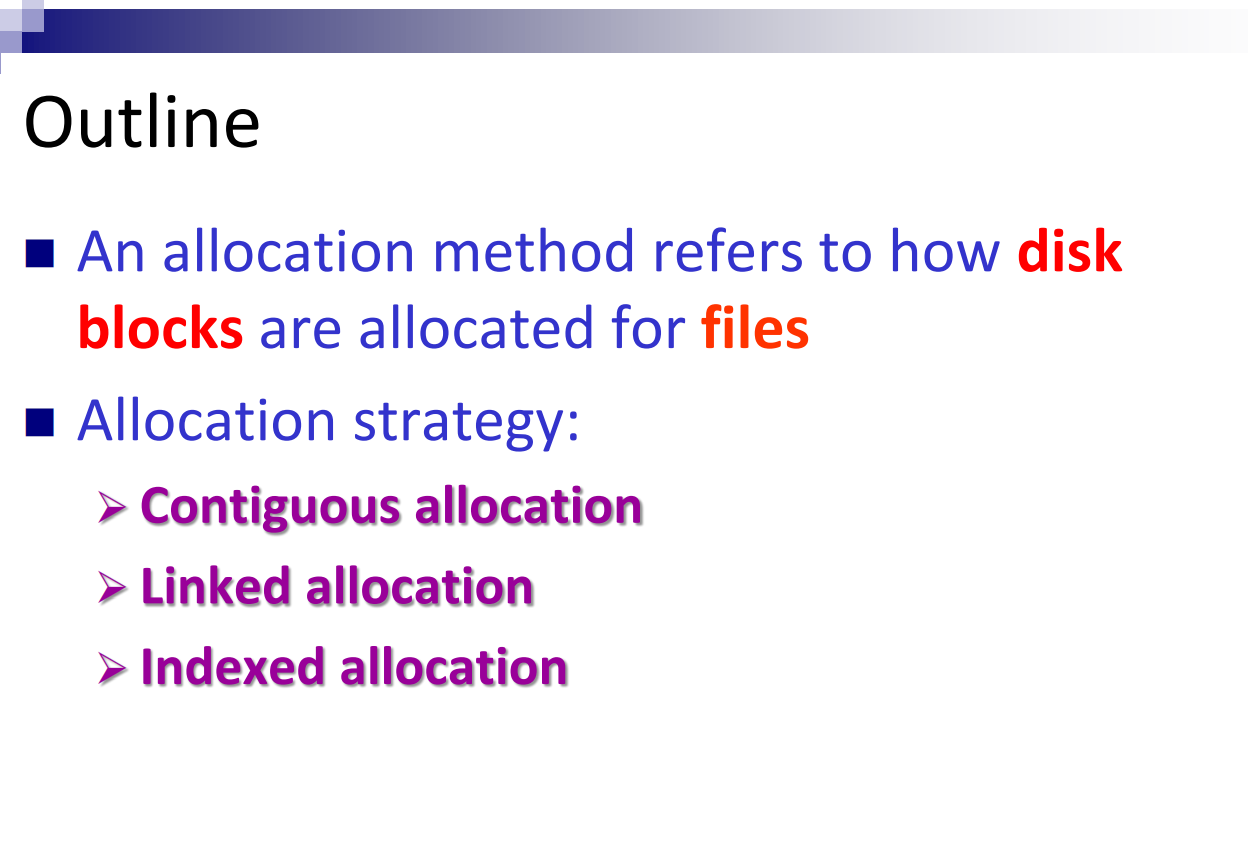 Outline
An allocation method refers to how disk
blocks are allocated for files
Allocation strategy:
Contiguous allocation
Linked allocation
Indexed allocation